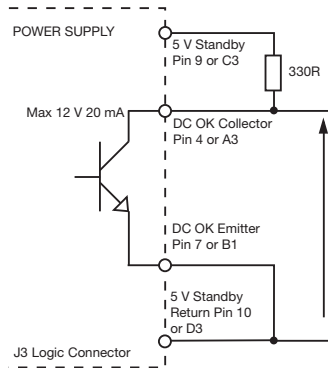 POWER SUPPLY
5 V Standby
Pin 9 or C3
330R
Max 12 V 20 mA
DC OK Collector
Pin 4 or A3
DC OK Emitter
Pin 7 or B1
5 V Standby
Return Pin 10
or D3
J3 Logic Connector